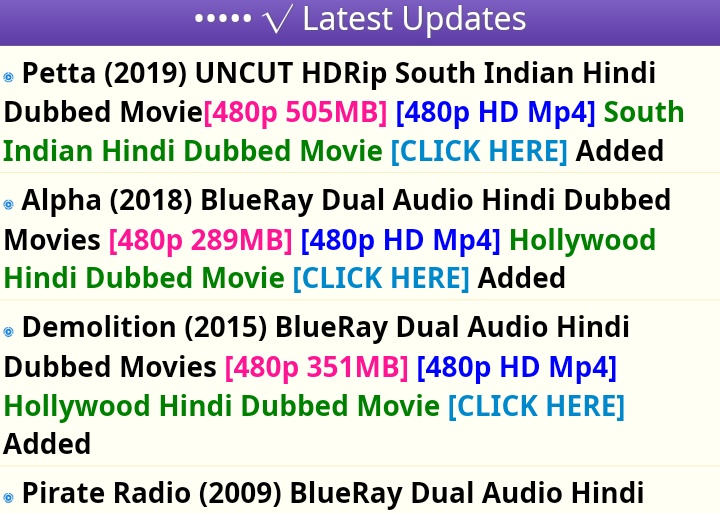 ••••• √ Latest Updates
Petta (2019) UNCUT HDRip South Indian Hindi
Dubbed Movie[480p 505MB] [480p HD Mp4] South
Indian Hindi Dubbed Movie [CLICK HERE] Added
Alpha (2018) BlueRay Dual Audio Hindi Dubbed
Movies [480p 289MB] [480p HD Mp4] Hollywood
Hindi Dubbed Movie [CLICK HERE] Added
Demolition (2015) BlueRay Dual Audio Hindi
Dubbed Movies [480p 351MB] [480p HD Mp4]
Hollywood Hindi Dubbed Movie [CLICK HERE]
Added
Pirate Radio (2009) BlueRay Dual Audio Hindi